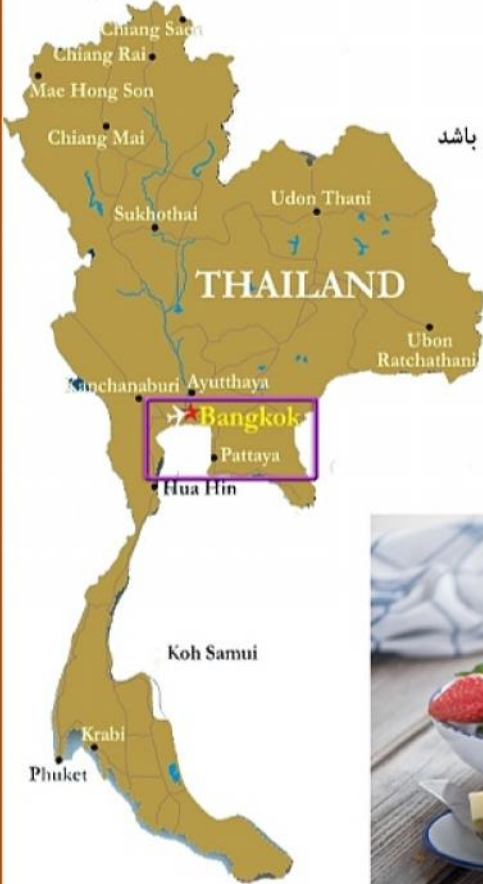 Chiang Saen
Chiang Rai
Mae Hong Son
Chiang Mai
باشد
Udon Thani
Sukhothai
THAILAND
Ubon
Ratchathani
Kanchanaburi
Ayutthaya
Bangkok
Pattaya
Hua Hin
Koh Samui
Krabi
Phuket